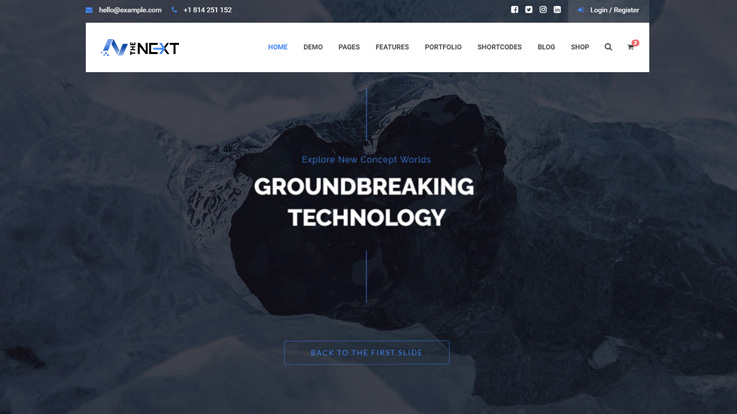 hello@example.com +1 814 251 152 Login / Register
THE NEXT HOME DEMO PAGES FEATURES PORTFOLIO SHORTCODES BLOG SHOP
Explore New Concept Worlds
GROUNDBREAKING
TECHNOLOGY
BACK TO THE FIRST SLIDE